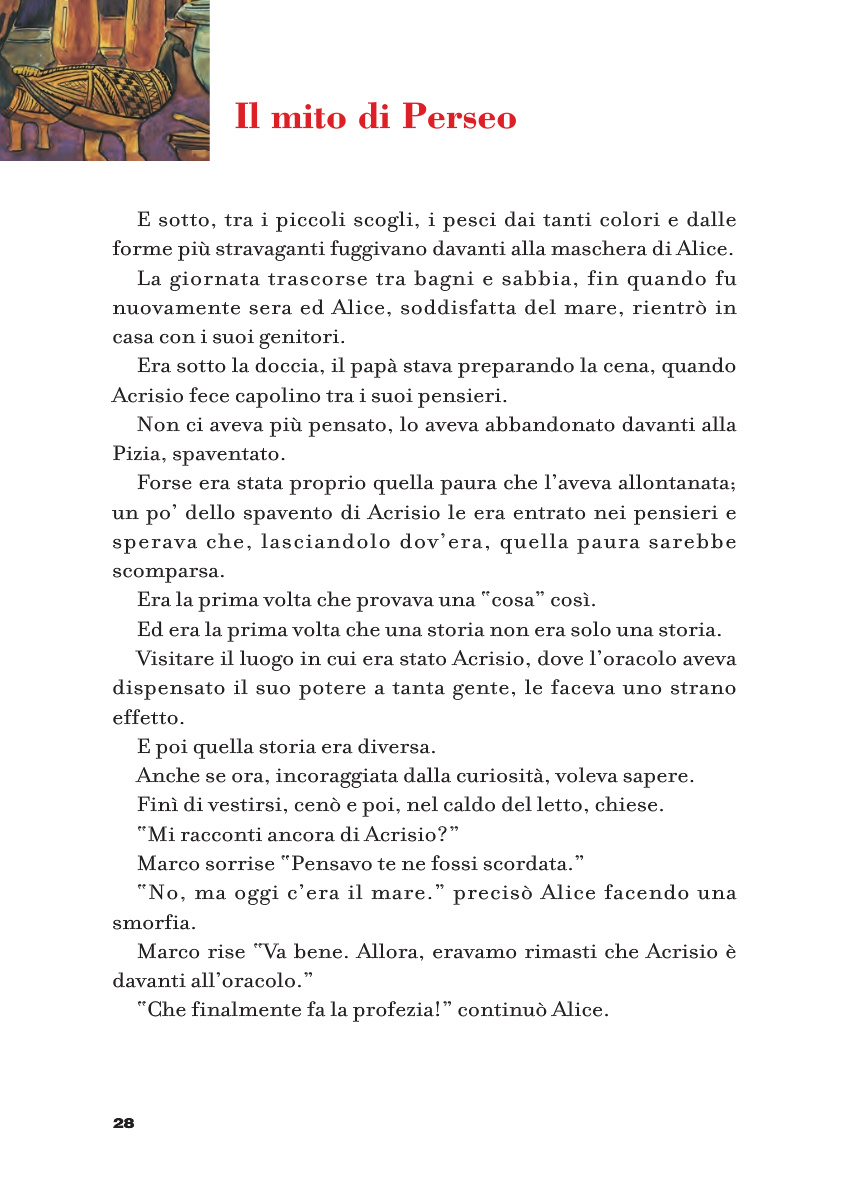 Il mito di Perseo
E sotto, tra i piccoli scogli, i pesci dai tanti colori e dalle
forme più stravaganti fuggivano davanti alla maschera di Alice.
La giornata trascorse tra bagni e sabbia, fin quando fu
nuovamente sera ed Alice, soddisfatta del mare, rientrò in
casa con i suoi genitori.
Era sotto la doccia, il papà stava preparando la cena, quando
Acrisio fece capolino tra i suoi pensieri.
Non ci aveva più pensato, lo aveva abbandonato davanti alla
Pizia, spaventato.
Forse era stata proprio quella paura che l’aveva allontanata;
un po’ dello spavento di Acrisio le era entrato nei pensieri e
sperava che, lasciandolo dov’era, quella paura sarebbe
scomparsa.
Era la prima volta che provava una “cosa” così.
Ed era la prima volta che una storia non era solo una storia.
Visitare il luogo in cui era stato Acrisio, dove l’oracolo aveva
dispensato il suo potere a tanta gente, le faceva uno strano
effetto.
E poi quella storia era diversa.
Anche se ora, incoraggiata dalla curiosità, voleva sapere.
Finì di vestirsi, cenò e poi, nel caldo del letto, chiese.
“Mi racconti ancora di Acrisio?”
Marco sorrise “Pensavo te ne fossi scordata.”
“No, ma oggi c’era il mare.” precisò Alice facendo una
smorfia.
Marco rise “Va bene. Allora, eravamo rimasti che Acrisio è
davanti all’oracolo.”
“Che finalmente fa la profezia!” continuò Alice.
28